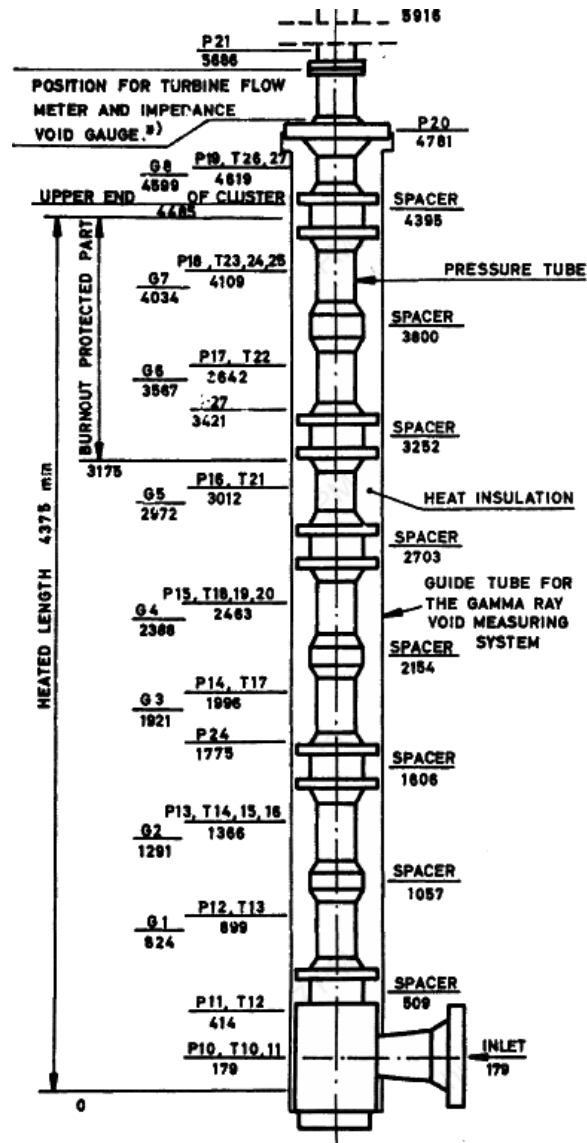 5916
P21
5686
POSITION FOR TURBINE FLOW
METER AND IMPEDANCE
VOID GAUGE.
P20
4781
P19, T26, 27
4619
G8
4599
UPPER END OF CLUSTER
4485
SPACER
4395
P18, T23, 24, 25
4109
G7
4034
PRESSURE TUBE
SPACER
3800
P17, T22
2642
G6
3567
27
3421
SPACER
3252
BURNOUT PROTECTED PART
3175
P16, T21
3012
G5
2972
HEAT INSULATION
SPACER
2703
P15, T18, 19, 20
2463
G4
2388
GUIDE TUBE FOR
THE GAMMA RAY
VOID MEASURING
SYSTEM
SPACER
2154
HEATED LENGTH 4375 mm
P14, T17
1996
G3
1921
P24
1775
SPACER
1606
P13, T14, 15, 16
1366
G2
1291
SPACER
1057
P12, T13
899
G1
824
SPACER
509
P11, T12
414
P10, T10, 11
179
INLET
179
0